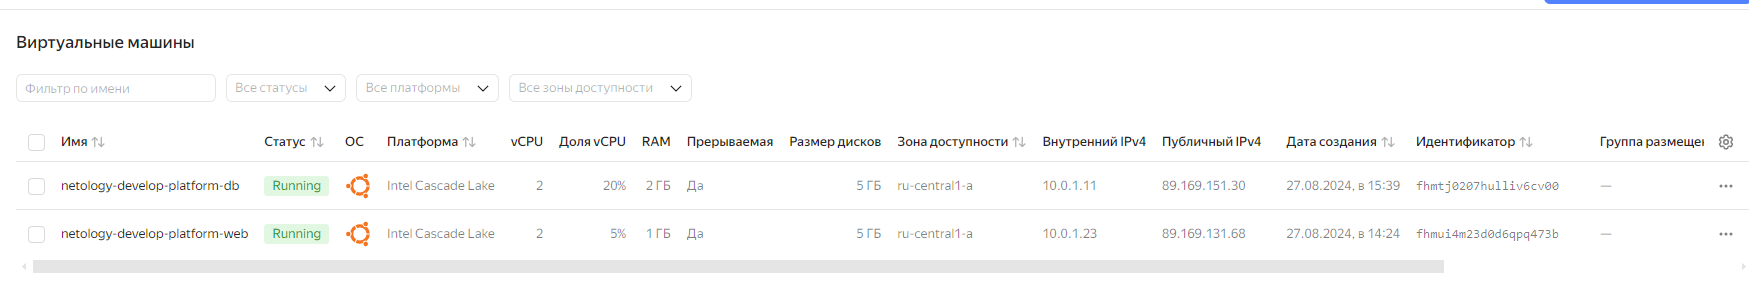 Виртуальные машины
Фильтр по имени Все статусы Все платформы Все зоны доступности
Имя Статус ОС Платформа vCPU Доля vCPU RAM Прерываемая Размер дисков Зона доступности Внутренний IPv4 Публичный IPv4 Дата создания Идентификатор Группа размещен
netology-develop-platform-db Running Intel Cascade Lake 2 20% 2 ГБ Да 5 ГБ ru-central1-a 10.0.1.11 89.169.151.30 27.08.2024, в 15:39 fhmtj0207hulliv6cv00 —
netology-develop-platform-web Running Intel Cascade Lake 2 5% 1 ГБ Да 5 ГБ ru-central1-a 10.0.1.23 89.169.131.68 27.08.2024, в 14:24 fhmui4m23d0d6qpq473b —